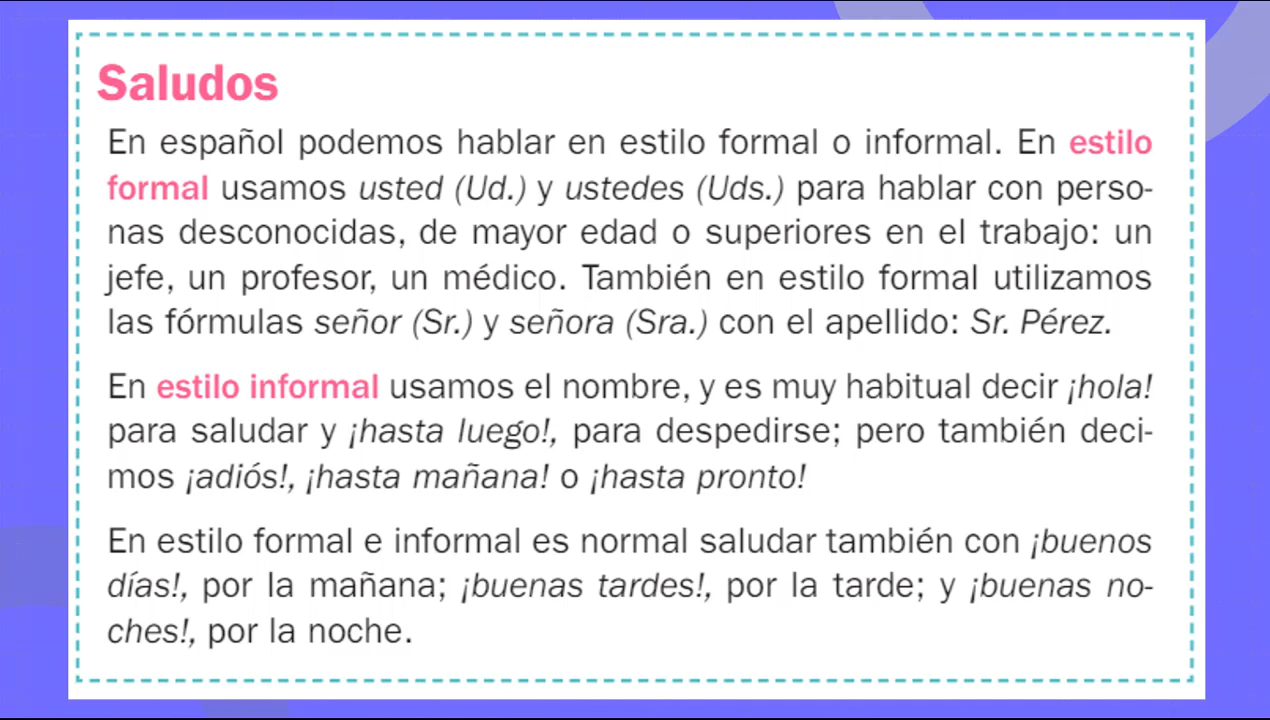 Saludos
En español podemos hablar en estilo formal o informal. En estilo
formal usamos usted (Ud.) y ustedes (Uds.) para hablar con perso-
nas desconocidas, de mayor edad o superiores en el trabajo: un
jefe, un profesor, un médico. También en estilo formal utilizamos
las fórmulas señor (Sr.) y señora (Sra.) con el apellido: Sr. Pérez.
En estilo informal usamos el nombre, y es muy habitual decir ¡hola!
para saludar y ¡hasta luego!, para despedirse; pero también deci-
mos ¡adiós!, ¡hasta mañana! o ¡hasta pronto!
En estilo formal e informal es normal saludar también con ¡buenos
días!, por la mañana; ¡buenas tardes!, por la tarde; y ¡buenas no-
ches!, por la noche.